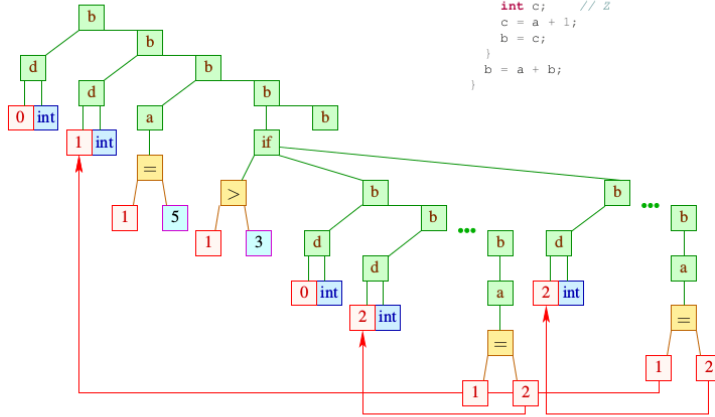 b
int c; // Z
c = a + 1;
b = c;
}
b = a + b;
}
d b b
d b
0 int a b b
1 int if
= b b
>
1 5 b b
1 3 d d a
d a
0 int 2 int
2 int =
=
1 2
1 2